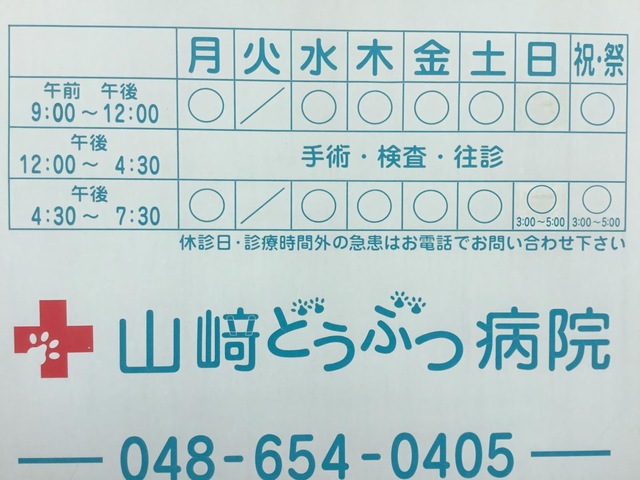 月 火 水 木 金 土 日 祝・祭
午前 午後
9:00～12:00 ○ ／ ○ ○ ○ ○ ○ ○
午後
12:00～ 4:30 手術・検査・往診
午後
4:30～ 7:30 ○ ／ ○ ○ ○ ○ ○ ○
3:00～5:00 3:00～5:00
休診日・診療時間外の急患はお電話でお問い合わせ下さい
山﨑どうぶつ病院
048-654-0405